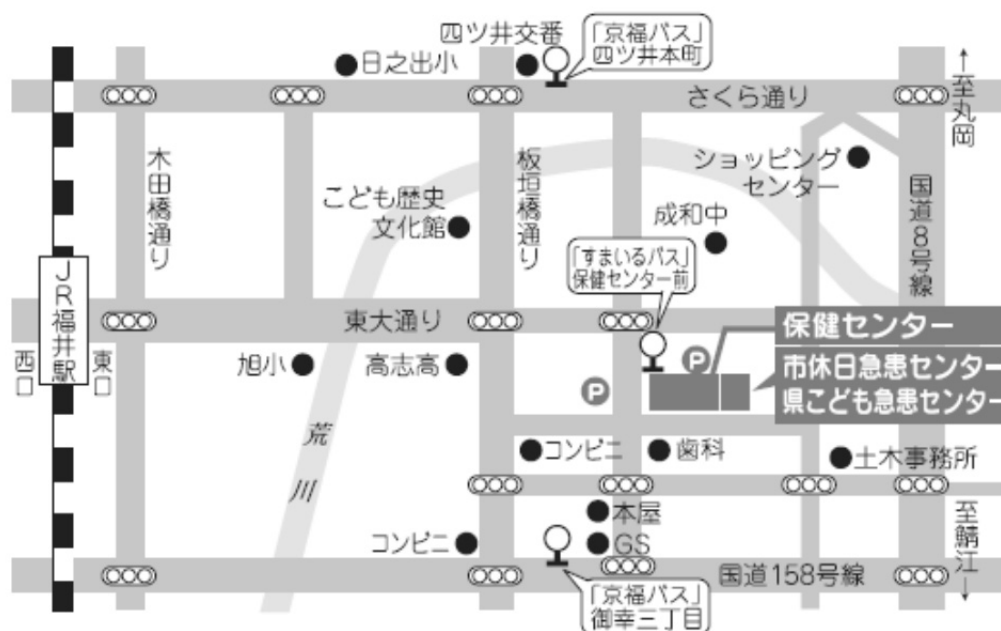 四ツ井交番
「京福バス」
四ツ井本町
日之出小
さくら通り
↑至丸岡
木田橋通り
板垣橋通り
ショッピング
センター
国道8号線
こども歴史
文化館
成和中
「すまいるバス」
保健センター前
JR福井駅
西口
東口
東大通り
保健センター
市休日急患センター
県こども急患センター
旭小
高志高
P
P
荒川
コンビニ
歯科
土木事務所
本屋
GS
コンビニ
至鯖江↓
国道158号線
「京福バス」
御幸三丁目